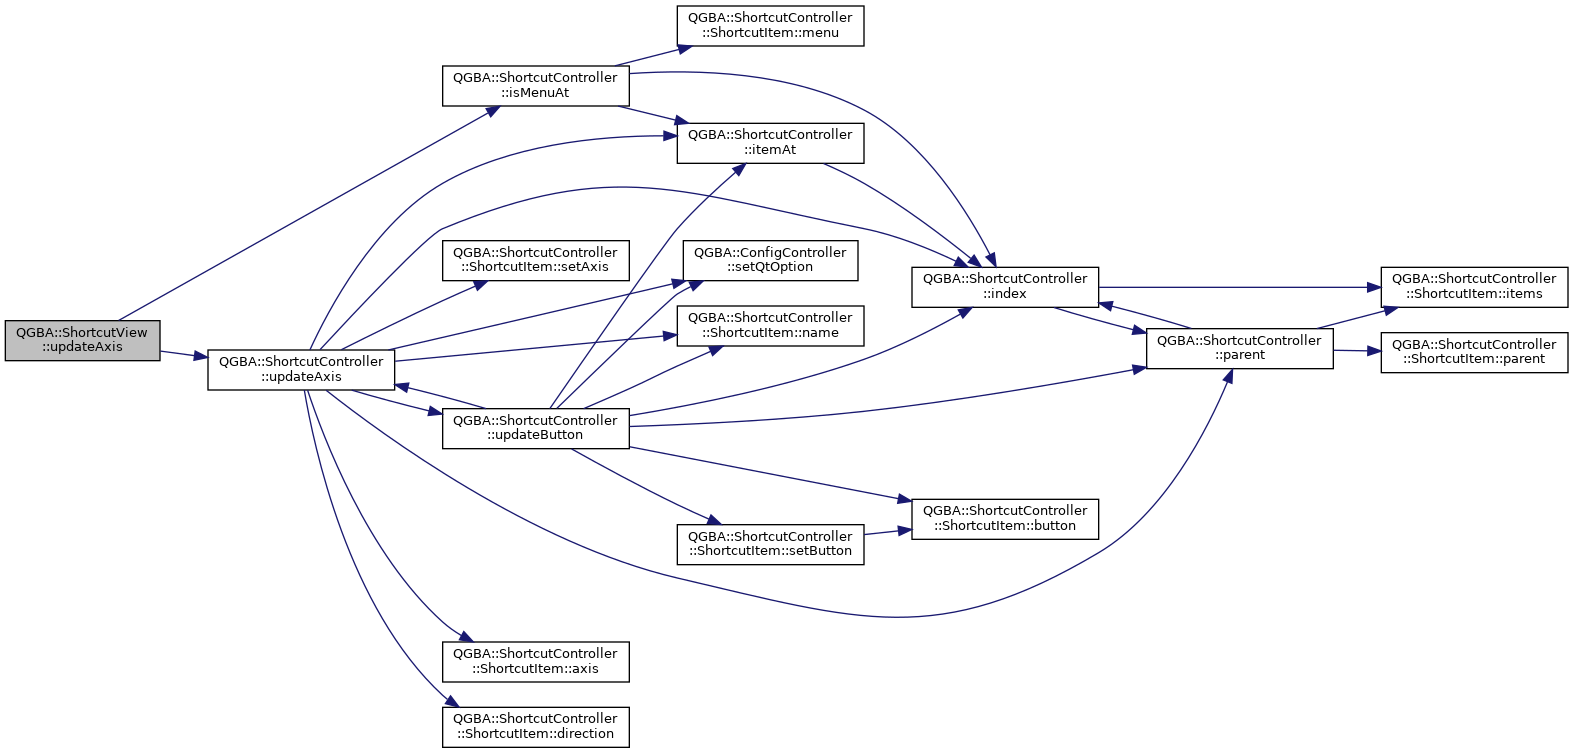 QGBA::ShortcutController
::ShortcutItem::menu
QGBA::ShortcutController
::isMenuAt
QGBA::ShortcutController
::itemAt
QGBA::ShortcutController
::ShortcutItem::setAxis
QGBA::ConfigController
::setQtOption
QGBA::ShortcutController
::index
QGBA::ShortcutController
::ShortcutItem::items
QGBA::ShortcutController
::ShortcutItem::name
QGBA::ShortcutView
::updateAxis
QGBA::ShortcutController
::parent
QGBA::ShortcutController
::ShortcutItem::parent
QGBA::ShortcutController
::updateAxis
QGBA::ShortcutController
::updateButton
QGBA::ShortcutController
::ShortcutItem::button
QGBA::ShortcutController
::ShortcutItem::setButton
QGBA::ShortcutController
::ShortcutItem::axis
QGBA::ShortcutController
::ShortcutItem::direction